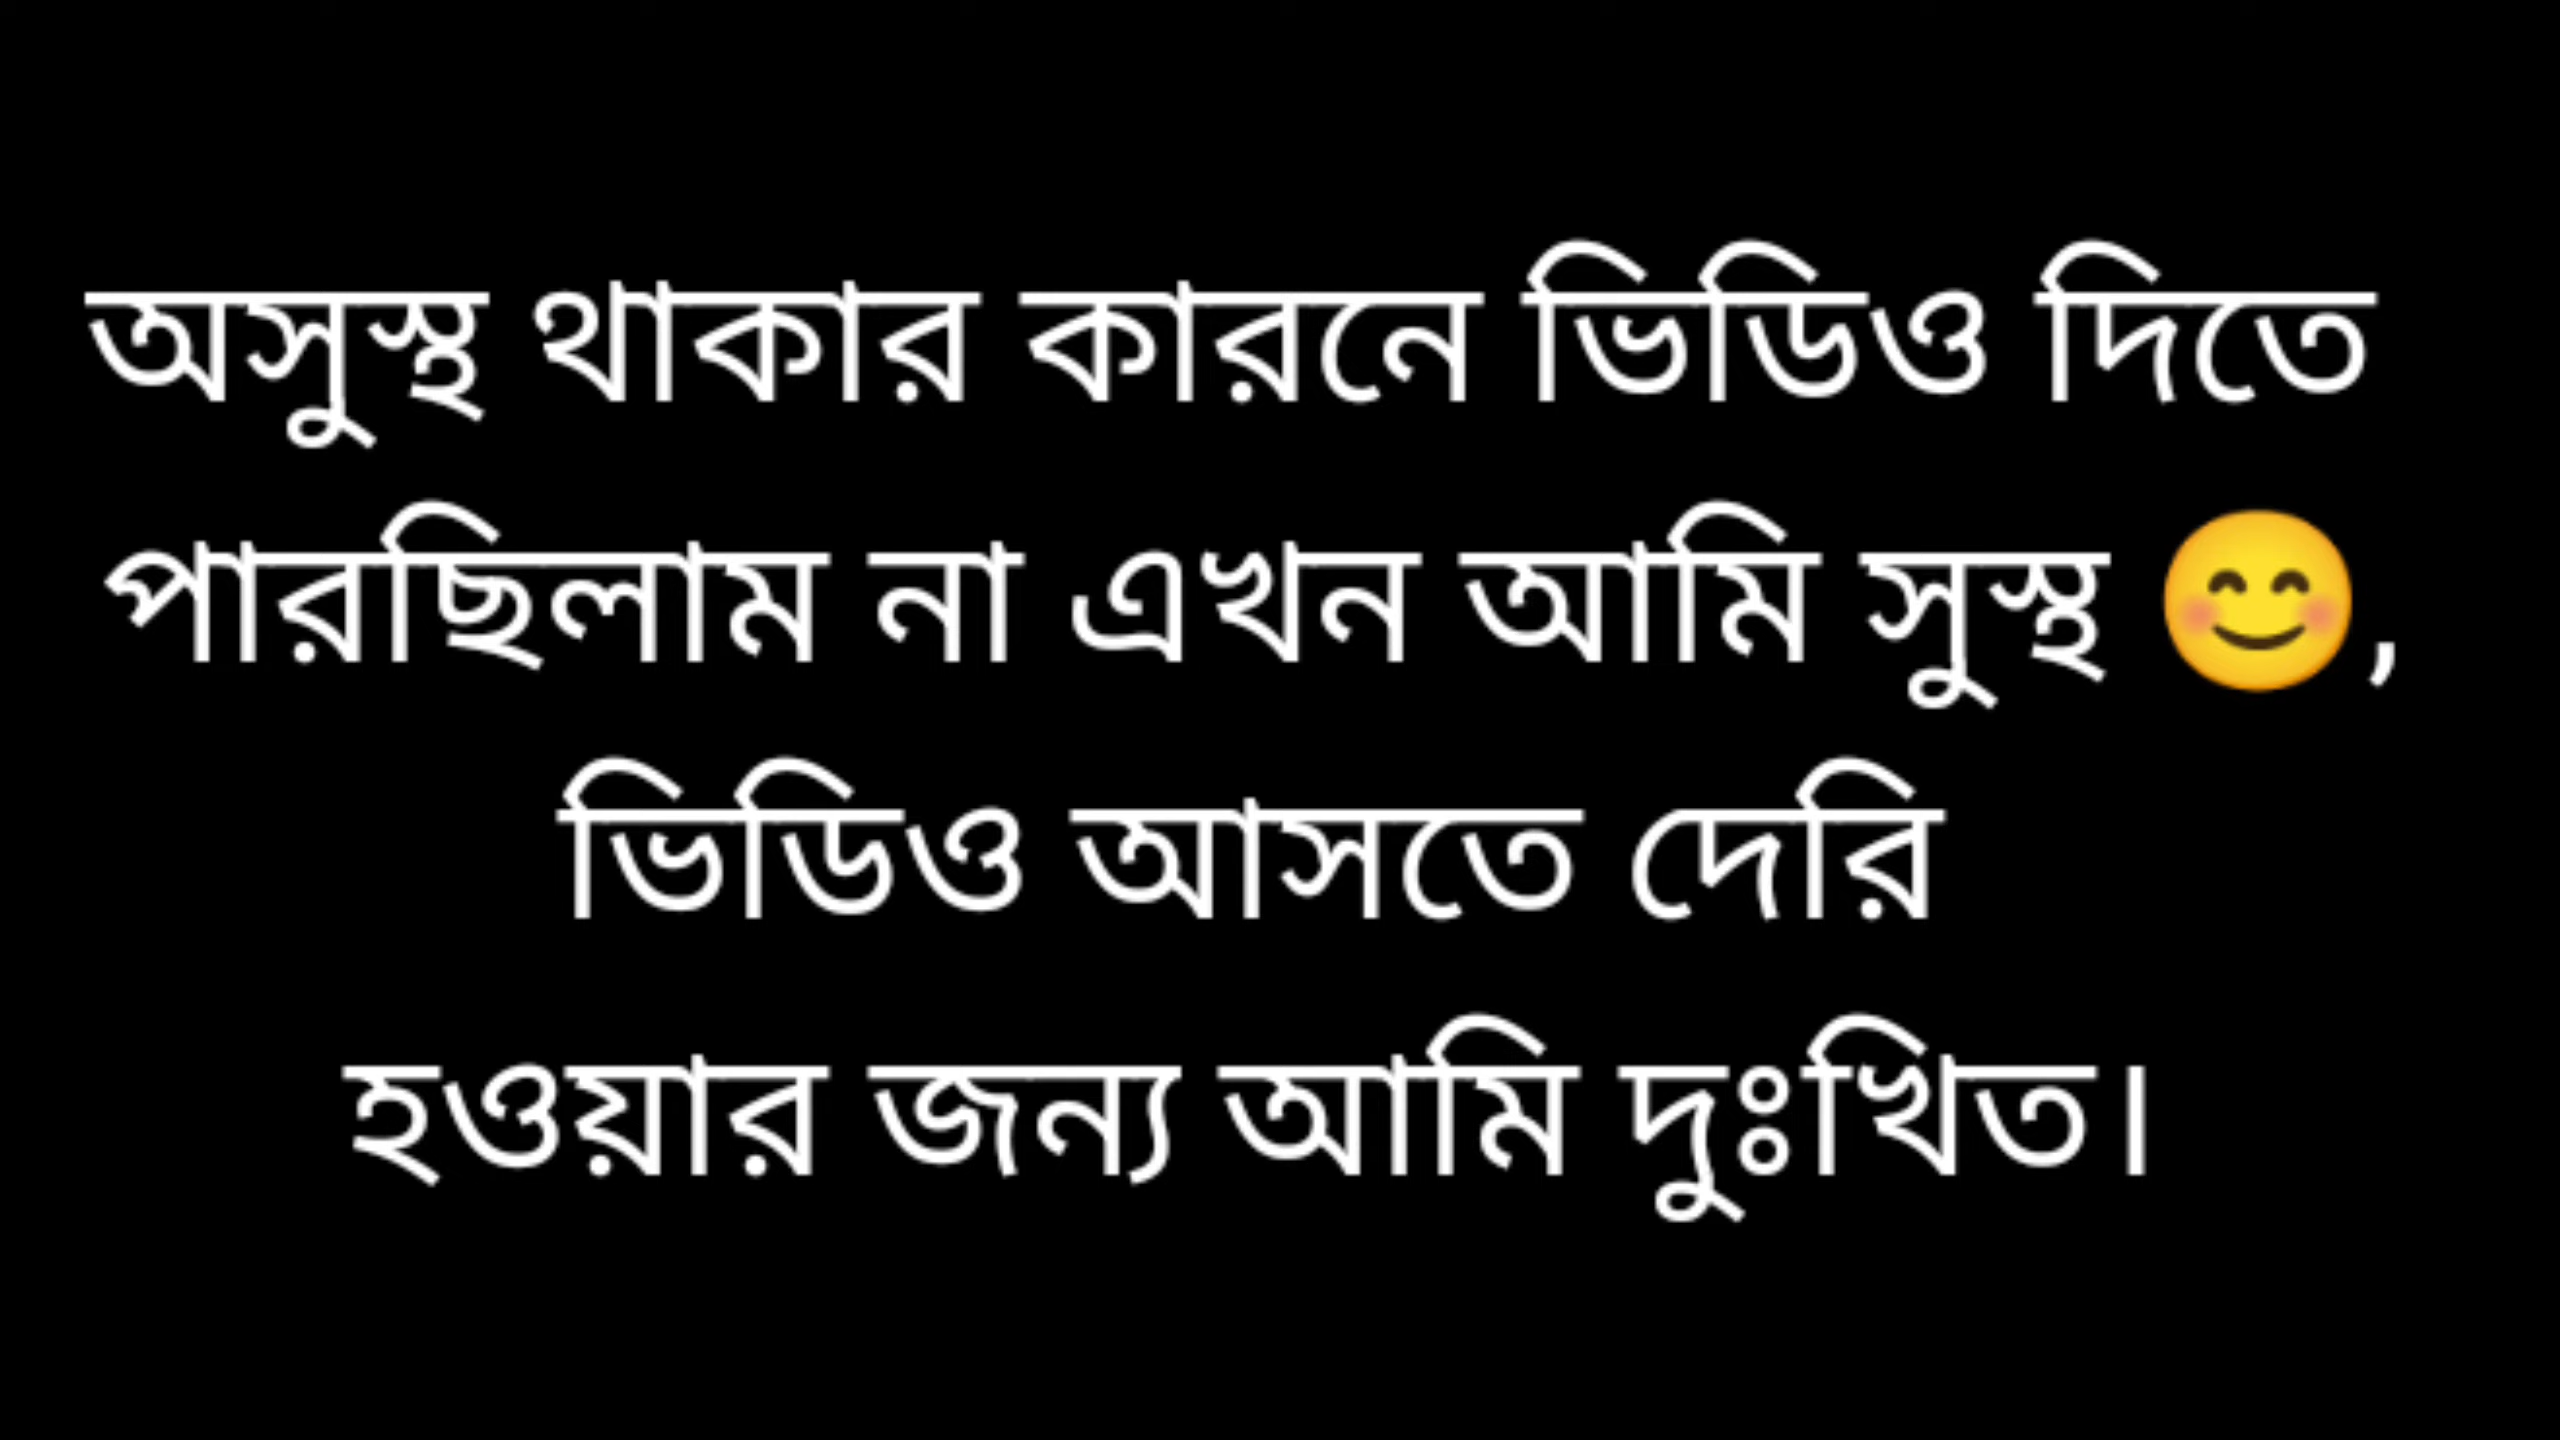 অসুস্থ থাকার কারনে ভিডিও দিতে
পারছিলাম না এখন আমি সুস্থ 😊,
ভিডিও আসতে দেরি
হওয়ার জন্য আমি দুঃখিত।